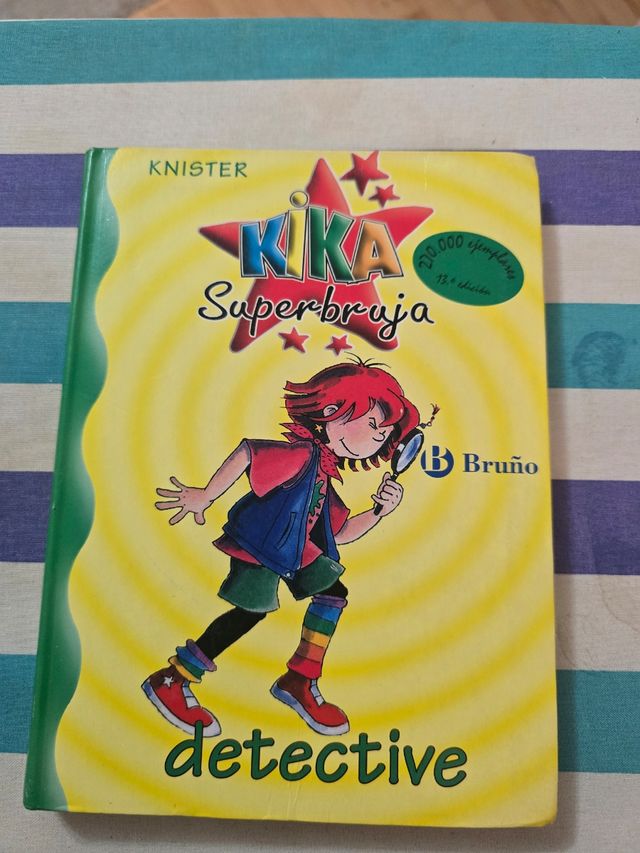 KNISTER
KiKA
Superbruja
270.000 ejemplares
13.ª edición
B Bruño
detective